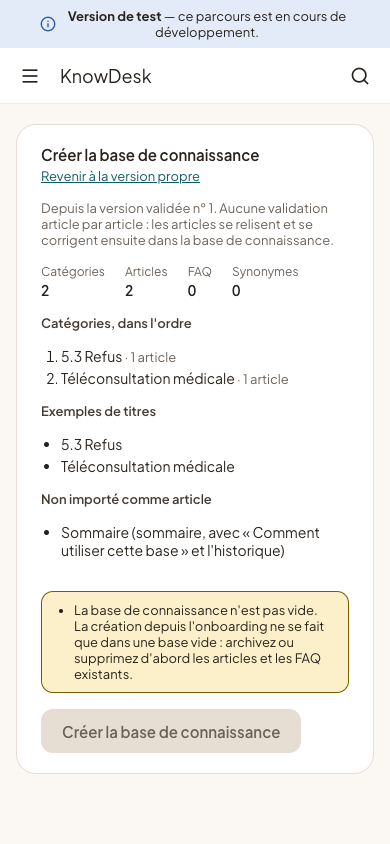 Version de test — ce parcours est en cours de
développement.
KnowDesk
Créer la base de connaissance
Revenir à la version propre
Depuis la version validée n° 1. Aucune validation
article par article : les articles se relisent et se
corrigent ensuite dans la base de connaissance.
Catégories Articles FAQ Synonymes
2 2 0 0
Catégories, dans l'ordre
1. 5.3 Refus · 1 article
2. Téléconsultation médicale · 1 article
Exemples de titres
• 5.3 Refus
• Téléconsultation médicale
Non importé comme article
• Sommaire (sommaire, avec « Comment
utiliser cette base » et l'historique)
• La base de connaissance n'est pas vide.
La création depuis l'onboarding ne se fait
que dans une base vide : archivez ou
supprimez d'abord les articles et les FAQ
existants.
Créer la base de connaissance